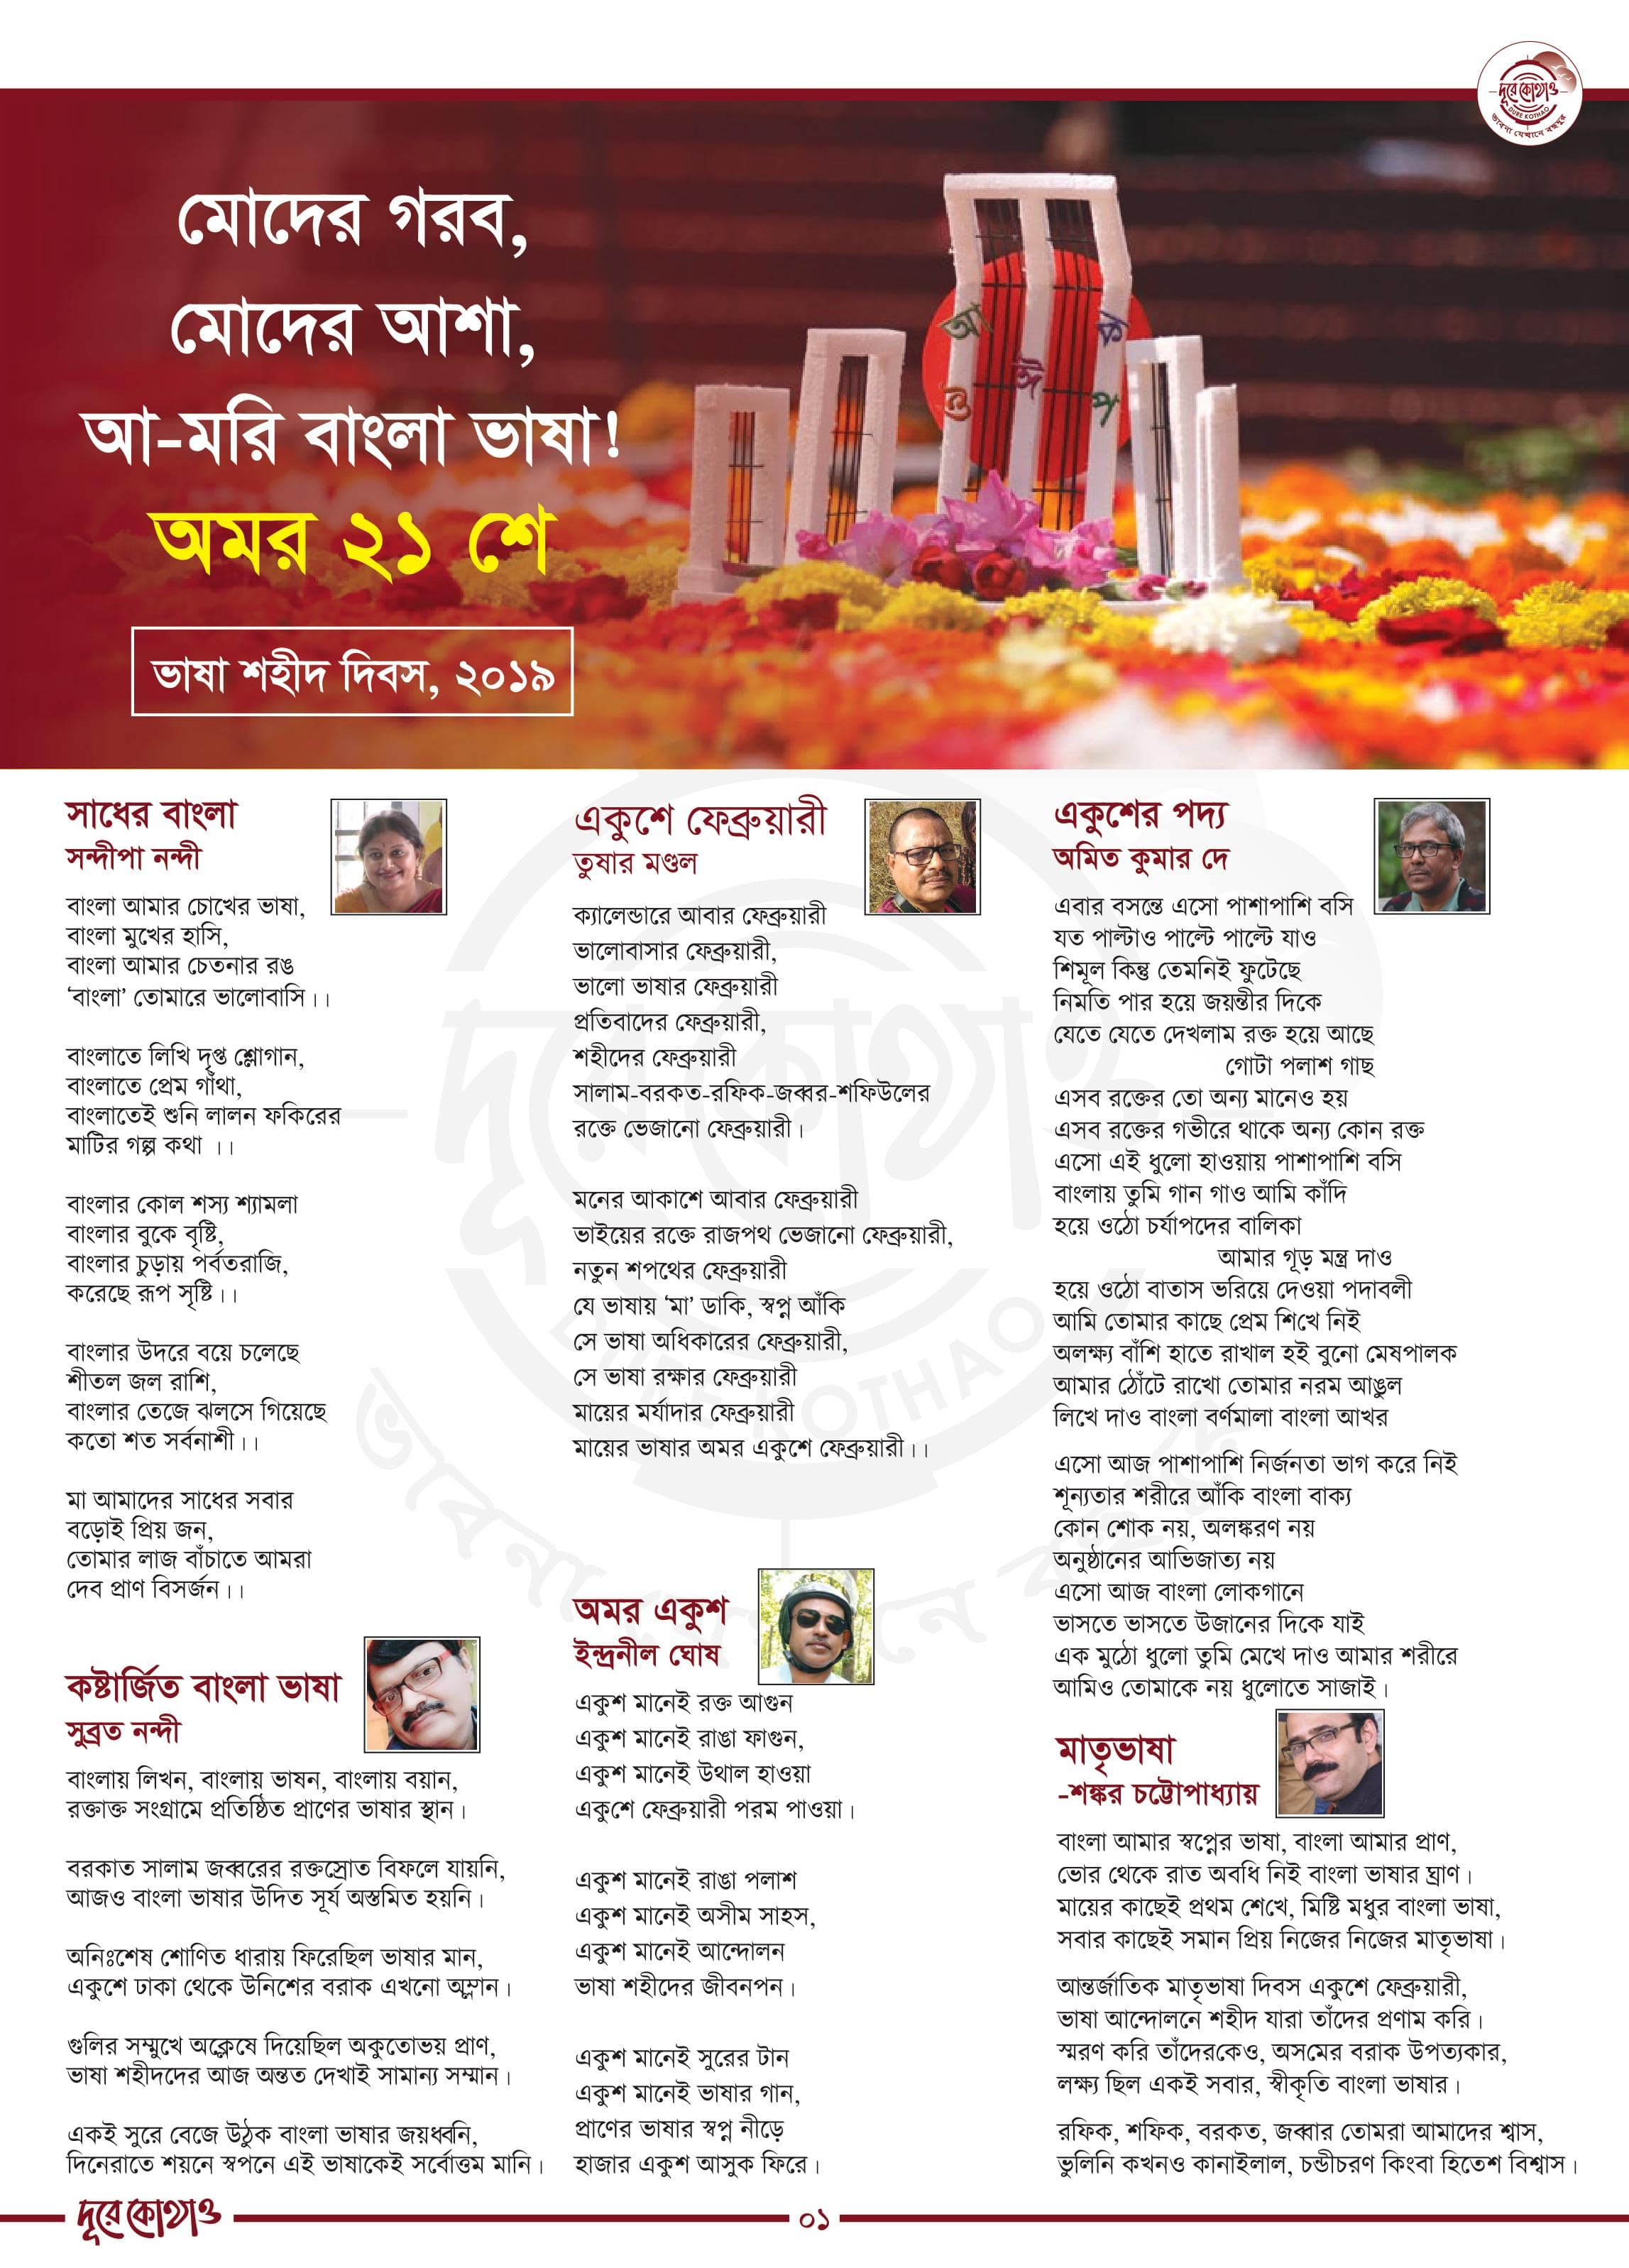 দূরে কোথাও
DURE KOTHAO
ভাবনা যেখানে বহুদূর
মোদের গরব,
মোদের আশা,
আ-মরি বাংলা ভাষা!
অমর ২১ শে
ভাষা শহীদ দিবস, ২০১৯
আ
ক
ঈ
ও
প
সাধের বাংলা
সন্দীপা নন্দী
বাংলা আমার চোখের ভাষা,
বাংলা মুখের হাসি,
বাংলা আমার চেতনার রঙ
‘বাংলা’ তোমারে ভালোবাসি।।
বাংলাতে লিখি দৃপ্ত শ্লোগান,
বাংলাতে প্রেম গাঁথা,
বাংলাতেই শুনি লালন ফকিরের
মাটির গল্প কথা ।।
বাংলার কোল শস্য শ্যামলা
বাংলার বুকে বৃষ্টি,
বাংলার চুড়ায় পর্বতরাজি,
করেছে রূপ সৃষ্টি।।
বাংলার উদরে বয়ে চলেছে
শীতল জল রাশি,
বাংলার তেজে ঝলসে গিয়েছে
কতো শত সর্বনাশী।।
মা আমাদের সাধের সবার
বড়োই প্রিয় জন,
তোমার লাজ বাঁচাতে আমরা
দেব প্রাণ বিসর্জন।।
কষ্টার্জিত বাংলা ভাষা
সুব্রত নন্দী
বাংলায় লিখন, বাংলায় ভাষন, বাংলায় বয়ান,
রক্তাক্ত সংগ্রামে প্রতিষ্ঠিত প্রাণের ভাষার স্থান।
বরকাত সালাম জব্বরের রক্তস্রোত বিফলে যায়নি,
আজও বাংলা ভাষার উদিত সূর্য অস্তমিত হয়নি।
অনিঃশেষ শোণিত ধারায় ফিরেছিল ভাষার মান,
একুশে ঢাকা থেকে উনিশের বরাক এখনো অম্লান।
গুলির সম্মুখে অক্লেষে দিয়েছিল অকুতোভয় প্রাণ,
ভাষা শহীদদের আজ অন্তত দেখাই সামান্য সম্মান।
একই সুরে বেজে উঠুক বাংলা ভাষার জয়ধ্বনি,
দিনেরাতে শয়নে স্বপনে এই ভাষাকেই সর্বোত্তম মানি।
একুশে ফেব্রুয়ারী
তুষার মণ্ডল
ক্যালেন্ডারে আবার ফেব্রুয়ারী
ভালোবাসার ফেব্রুয়ারী,
ভালো ভাষার ফেব্রুয়ারী
প্রতিবাদের ফেব্রুয়ারী,
শহীদের ফেব্রুয়ারী
সালাম-বরকত-রফিক-জব্বর-শফিউলের
রক্তে ভেজানো ফেব্রুয়ারী।
মনের আকাশে আবার ফেব্রুয়ারী
ভাইয়ের রক্তে রাজপথ ভেজানো ফেব্রুয়ারী,
নতুন শপথের ফেব্রুয়ারী
যে ভাষায় ‘মা’ ডাকি, স্বপ্ন আঁকি
সে ভাষা অধিকারের ফেব্রুয়ারী,
সে ভাষা রক্ষার ফেব্রুয়ারী
মায়ের মর্যাদার ফেব্রুয়ারী
মায়ের ভাষার অমর একুশে ফেব্রুয়ারী।।
অমর একুশ
ইন্দ্রনীল ঘোষ
একুশ মানেই রক্ত আগুন
একুশ মানেই রাঙা ফাগুন,
একুশ মানেই উথাল হাওয়া
একুশে ফেব্রুয়ারী পরম পাওয়া।
একুশ মানেই রাঙা পলাশ
একুশ মানেই অসীম সাহস,
একুশ মানেই আন্দোলন
ভাষা শহীদের জীবনপন।
একুশ মানেই সুরের টান
একুশ মানেই ভাষার গান,
প্রাণের ভাষার স্বপ্ন নীড়ে
হাজার একুশ আসুক ফিরে।
একুশের পদ্য
অমিত কুমার দে
এবার বসন্তে এসো পাশাপাশি বসি
যত পাল্টাও পাল্টে পাল্টে যাও
শিমূল কিন্তু তেমনিই ফুটেছে
নিমতি পার হয়ে জয়ন্তীর দিকে
যেতে যেতে দেখলাম রক্ত হয়ে আছে
গোটা পলাশ গাছ
এসব রক্তের তো অন্য মানেও হয়
এসব রক্তের গভীরে থাকে অন্য কোন রক্ত
এসো এই ধুলো হাওয়ায় পাশাপাশি বসি
বাংলায় তুমি গান গাও আমি কাঁদি
হয়ে ওঠো চর্যাপদের বালিকা
আমার গূড় মন্ত্র দাও
হয়ে ওঠো বাতাস ভরিয়ে দেওয়া পদাবলী
আমি তোমার কাছে প্রেম শিখে নিই
অলক্ষ্য বাঁশি হাতে রাখাল হই বুনো মেষপালক
আমার ঠোঁটে রাখো তোমার নরম আঙুল
লিখে দাও বাংলা বর্ণমালা বাংলা আখর
এসো আজ পাশাপাশি নির্জনতা ভাগ করে নিই
শূন্যতার শরীরে আঁকি বাংলা বাক্য
কোন শোক নয়, অলঙ্করণ নয়
অনুষ্ঠানের আভিজাত্য নয়
এসো আজ বাংলা লোকগানে
ভাসতে ভাসতে উজানের দিকে যাই
এক মুঠো ধুলো তুমি মেখে দাও আমার শরীরে
আমিও তোমাকে নয় ধুলোতে সাজাই।
মাতৃভাষা
-শঙ্কর চট্টোপাধ্যায়
বাংলা আমার স্বপ্নের ভাষা, বাংলা আমার প্রাণ,
ভোর থেকে রাত অবধি নিই বাংলা ভাষার ঘ্রাণ।
মায়ের কাছেই প্রথম শেখে, মিষ্টি মধুর বাংলা ভাষা,
সবার কাছেই সমান প্রিয় নিজের নিজের মাতৃভাষা।
আন্তর্জাতিক মাতৃভাষা দিবস একুশে ফেব্রুয়ারী,
ভাষা আন্দোলনে শহীদ যারা তাঁদের প্রণাম করি।
স্মরণ করি তাঁদেরকেও, অসমের বরাক উপত্যকার,
লক্ষ্য ছিল একই সবার, স্বীকৃতি বাংলা ভাষার।
রফিক, শফিক, বরকত, জব্বার তোমরা আমাদের শ্বাস,
ভুলিনি কখনও কানাইলাল, চন্ডীচরণ কিংবা হিতেশ বিশ্বাস।
দূরে কোথাও
০১